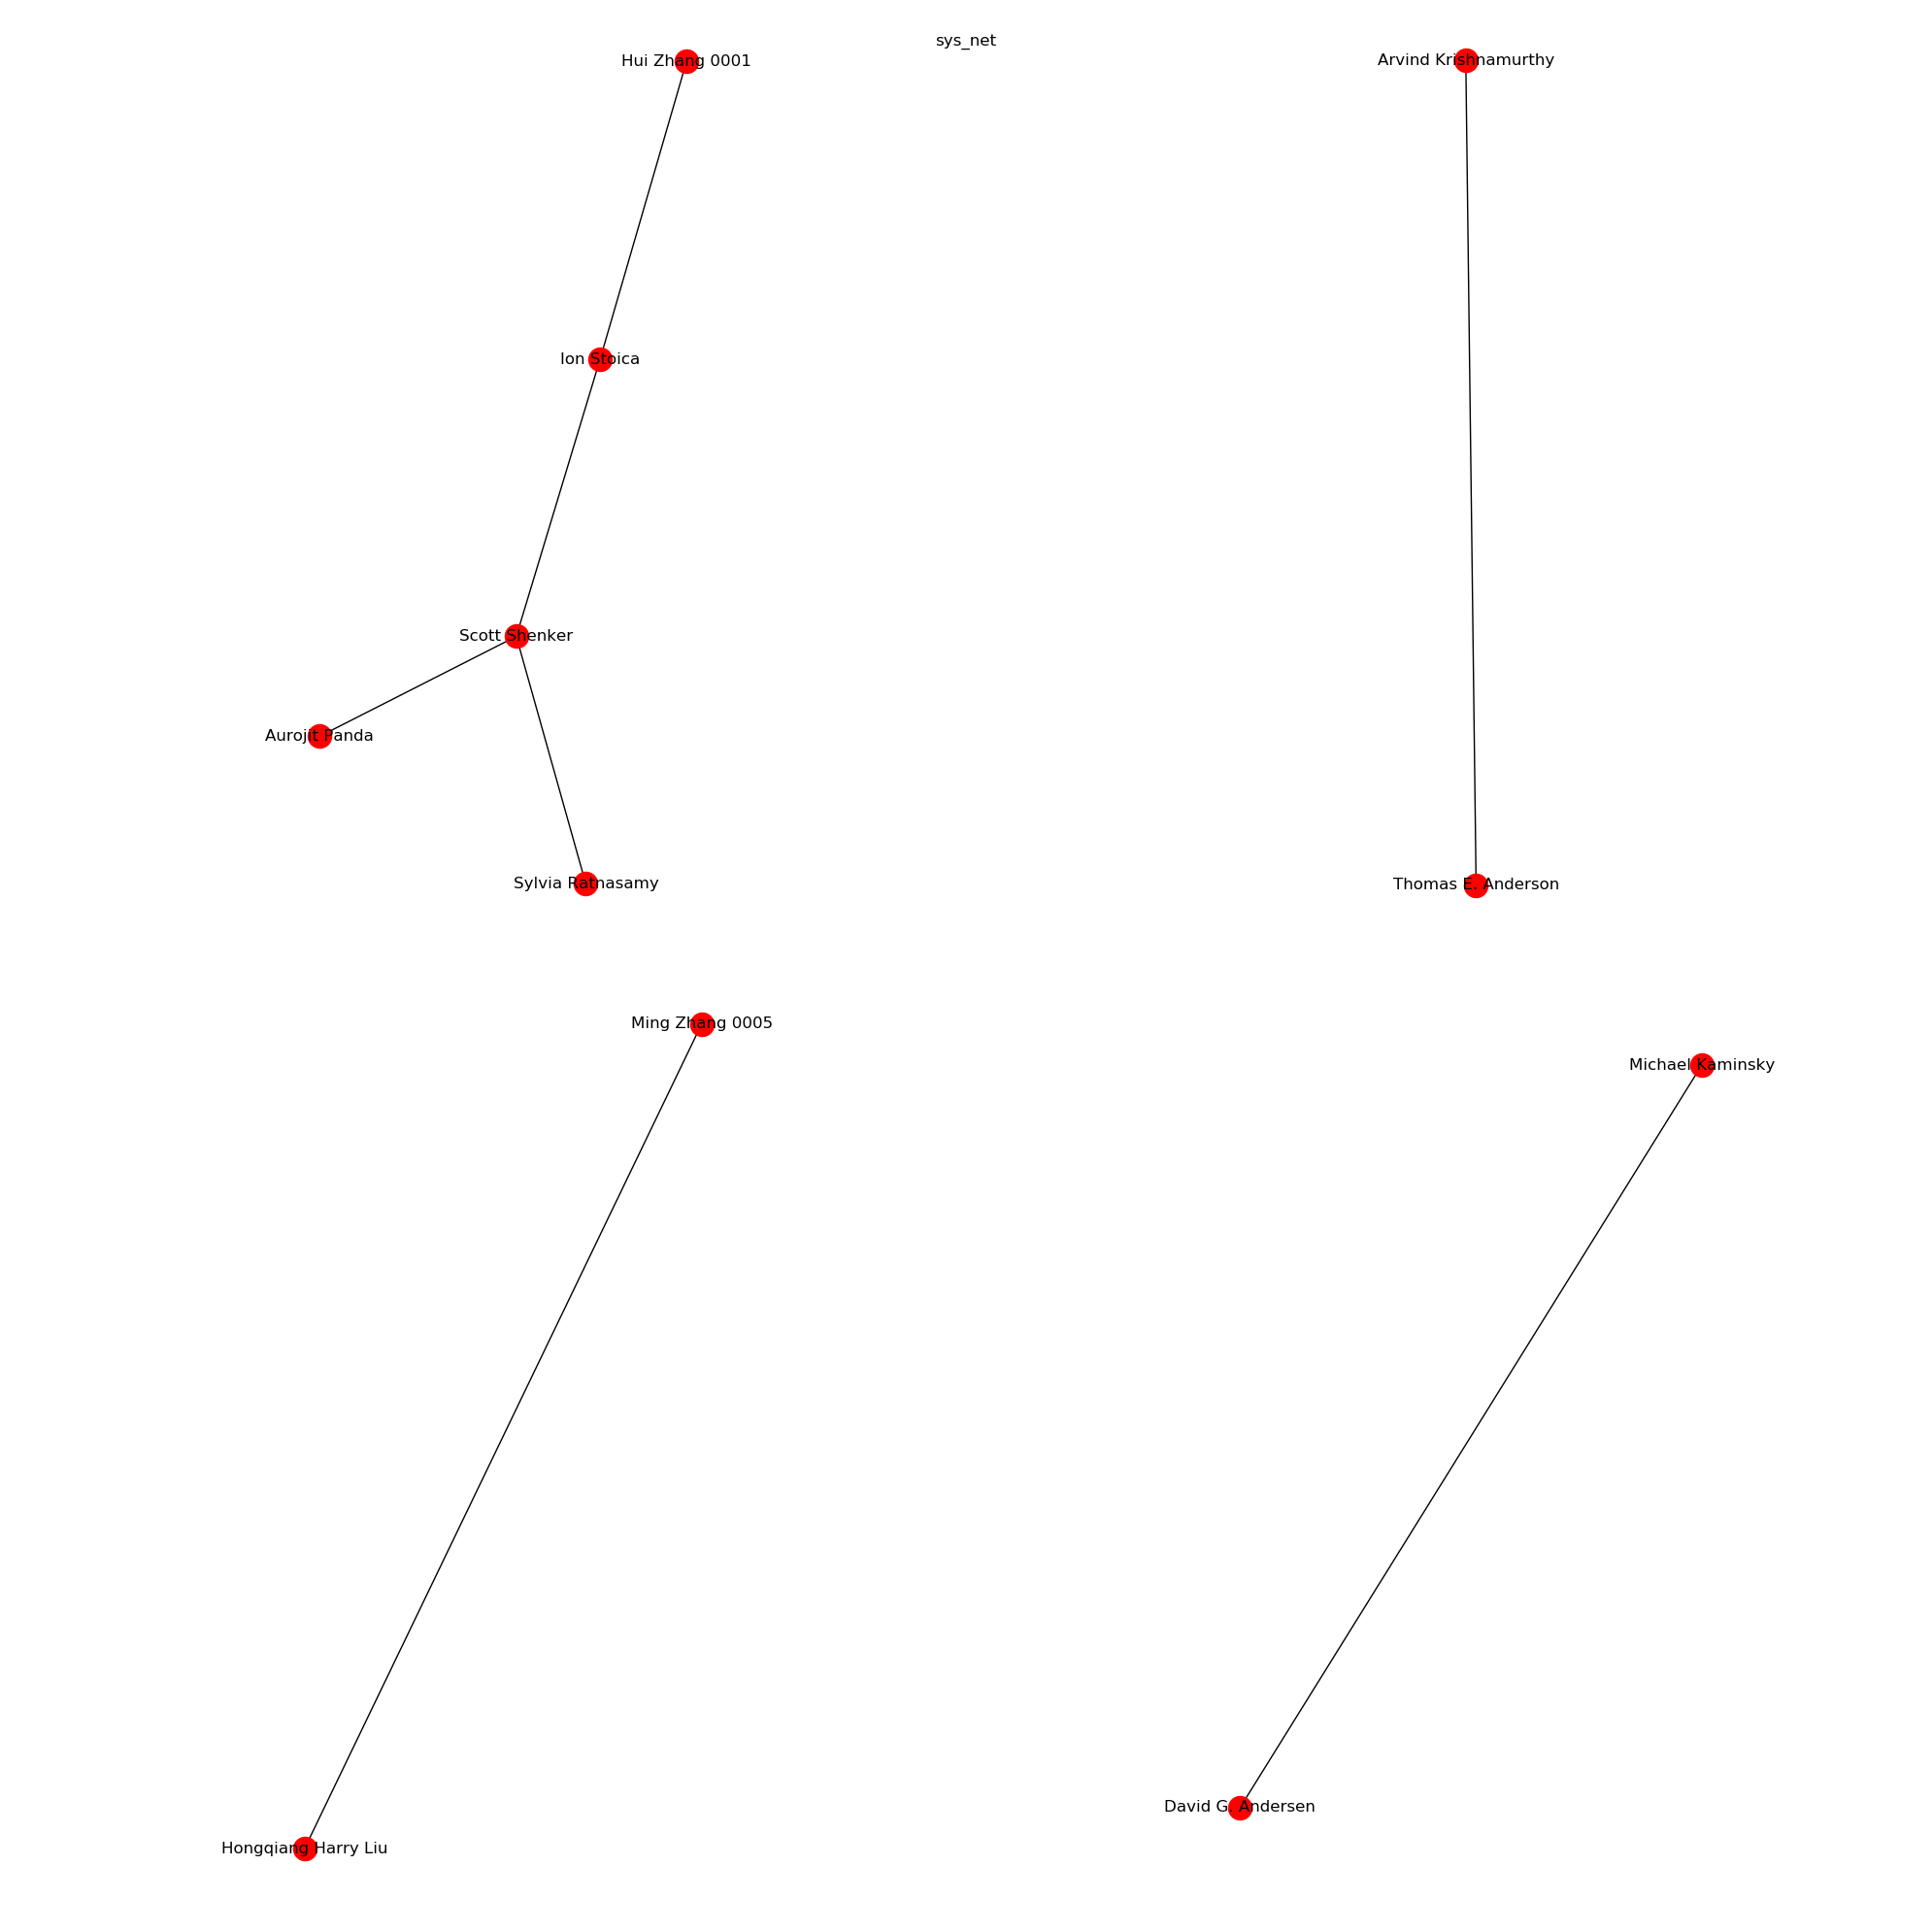 sys_net
Hui Zhang 0001
Arvind Krishnamurthy
Ion Stoica
Scott Shenker
Aurojit Panda
Sylvia Ratnasamy
Thomas E. Anderson
Ming Zhang 0005
Michael Kaminsky
David G. Andersen
Hongqiang Harry Liu